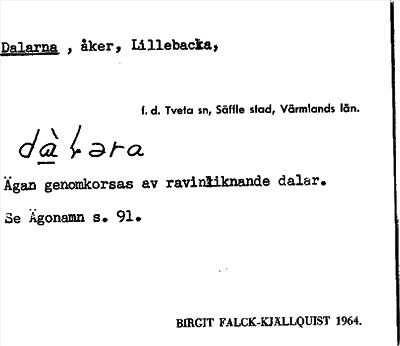 Dalarna , åker, Lillebacka,
f. d. Tveta sn, Säffle stad, Värmlands län.
Ägan genomkorsas av ravinliknande dalar.
Se Ägonamn s. 91.
BIRGIT FALCK-KJÄLLQUIST 1964.